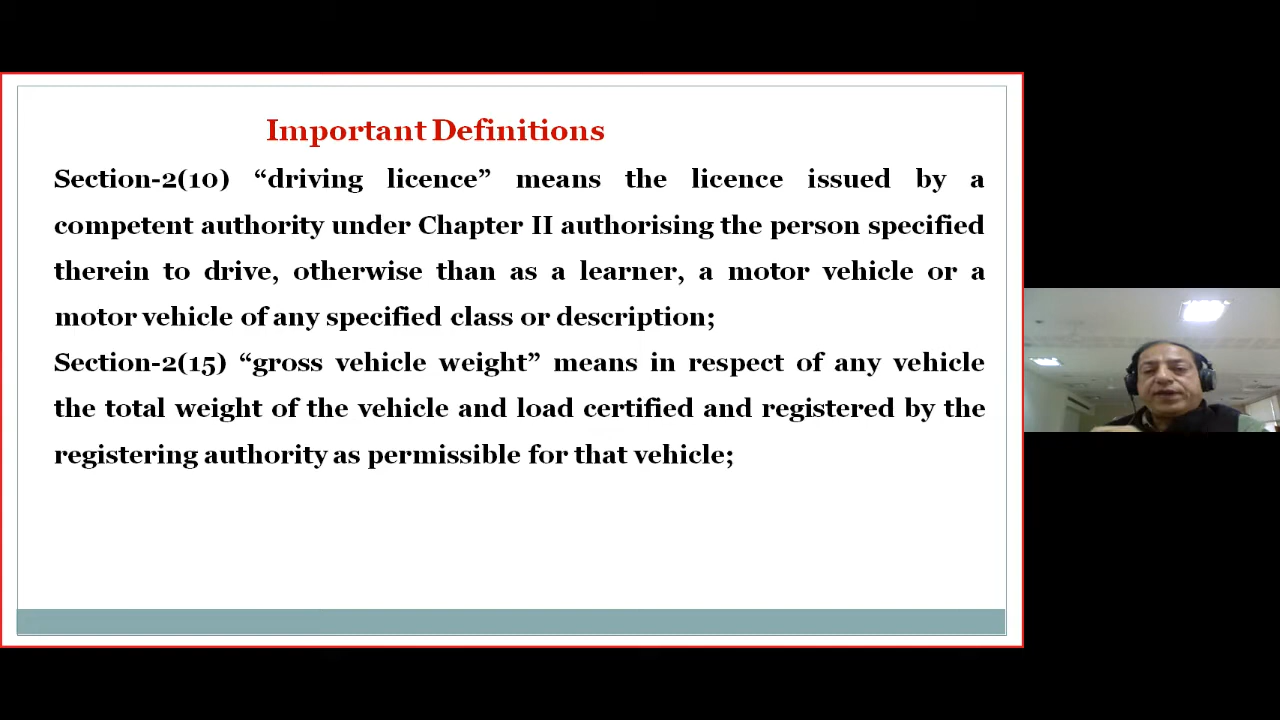 Important Definitions
Section-2(10) “driving licence” means the licence issued by a
competent authority under Chapter II authorising the person specified
therein to drive, otherwise than as a learner, a motor vehicle or a
motor vehicle of any specified class or description;
Section-2(15) “gross vehicle weight” means in respect of any vehicle
the total weight of the vehicle and load certified and registered by the
registering authority as permissible for that vehicle;